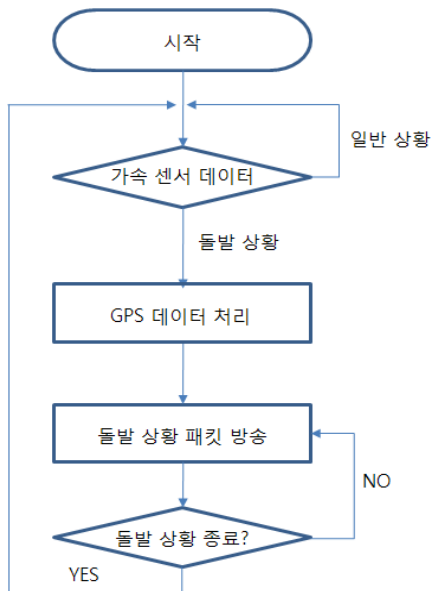 시작
일반 상황
가속 센서 데이터
돌발 상황
GPS 데이터 처리
돌발 상황 패킷 방송
NO
돌발 상황 종료?
YES